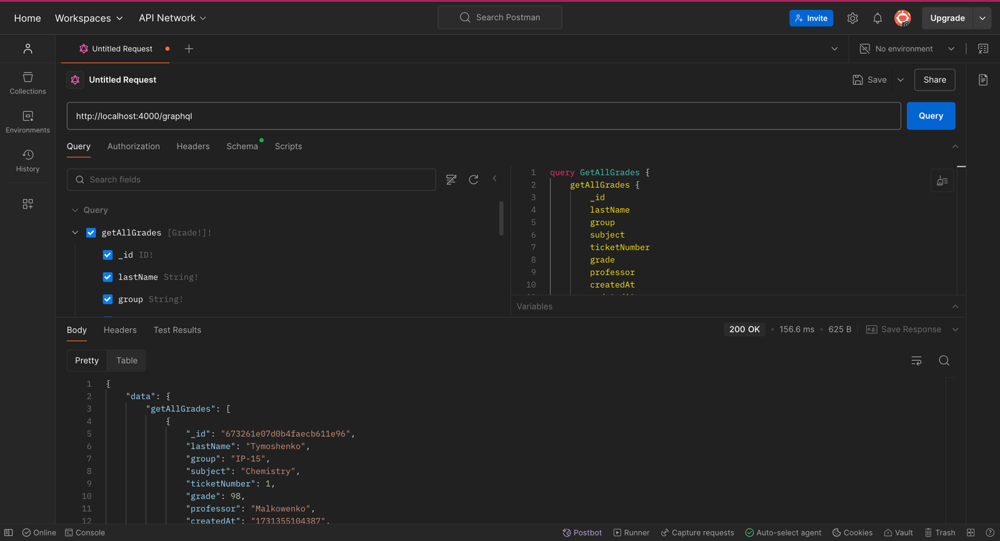 Home Workspaces API Network Search Postman Invite Upgrade
Untitled Request No environment
Untitled Request Save Share
Collections
Environments
History
http://localhost:4000/graphql Query
Query Authorization Headers Schema Scripts
Search fields
Query
getAllGrades [Grade!]!
_id ID!
lastName String!
group String!
1 query GetAllGrades {
2 getAllGrades {
3 _id
4 lastName
5 group
6 subject
7 ticketNumber
8 grade
9 professor
10 createdAt
Variables
Body Headers Test Results 200 OK • 156.6 ms • 625 B e.g. Save Response
Pretty Table
1 {
2 "data": {
3 "getAllGrades": [
4 {
5 "_id": "673261e07d0b4faecb611e96",
6 "lastName": "Tymoshenko",
7 "group": "IP-15",
8 "subject": "Chemistry",
9 "ticketNumber": 1,
10 "grade": 98,
11 "professor": "Malkowenko",
12 "createdAt": "1731355104387",
Online Console Postbot Runner Capture requests Auto-select agent Cookies Vault Trash